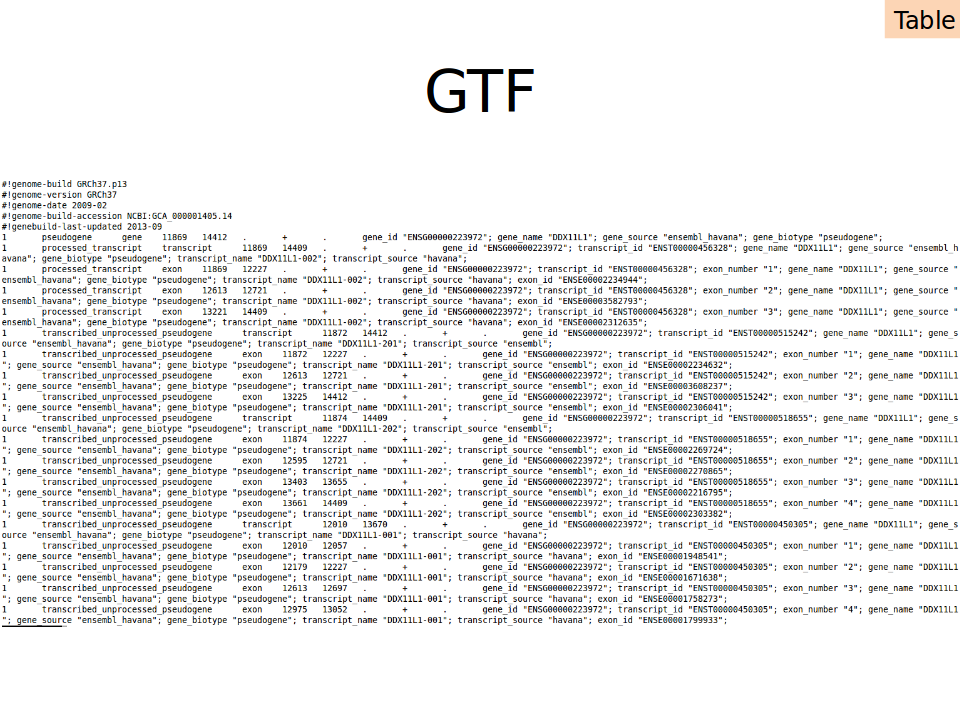 Table
GTF
#!genome-build GRCh37.p13
#!genome-version GRCh37
#!genome-date 2009-02
#!genome-build-accession NCBI:GCA_000001405.14
#!genebuild-last-updated 2013-09
1 pseudogene gene 11869 14412 . + . gene_id "ENSG00000223972"; gene_name "DDX11L1"; gene_source "ensembl_havana"; gene_biotype "pseudogene";
1 processed_transcript transcript 11869 14409 . + . gene_id "ENSG00000223972"; transcript_id "ENST00000456328"; gene_name "DDX11L1"; gene_source "ensembl_h
avana"; gene_biotype "pseudogene"; transcript_name "DDX11L1-002"; transcript_source "havana";
1 processed_transcript exon 11869 12227 . + . gene_id "ENSG00000223972"; transcript_id "ENST00000456328"; exon_number "1"; gene_name "DDX11L1"; gene_source "
ensembl_havana"; gene_biotype "pseudogene"; transcript_name "DDX11L1-002"; transcript_source "havana"; exon_id "ENSE00002234944";
1 processed_transcript exon 12613 12721 . + . gene_id "ENSG00000223972"; transcript_id "ENST00000456328"; exon_number "2"; gene_name "DDX11L1"; gene_source "
ensembl_havana"; gene_biotype "pseudogene"; transcript_name "DDX11L1-002"; transcript_source "havana"; exon_id "ENSE00003582793";
1 processed_transcript exon 13221 14409 . + . gene_id "ENSG00000223972"; transcript_id "ENST00000456328"; exon_number "3"; gene_name "DDX11L1"; gene_source "
ensembl_havana"; gene_biotype "pseudogene"; transcript_name "DDX11L1-002"; transcript_source "havana"; exon_id "ENSE00002312635";
1 transcribed_unprocessed_pseudogene transcript 11872 14412 . + . gene_id "ENSG00000223972"; transcript_id "ENST00000515242"; gene_name "DDX11L1"; gene_s
ource "ensembl_havana"; gene_biotype "pseudogene"; transcript_name "DDX11L1-201"; transcript_source "ensembl";
1 transcribed_unprocessed_pseudogene exon 11872 12227 . + . gene_id "ENSG00000223972"; transcript_id "ENST00000515242"; exon_number "1"; gene_name "DDX11L1
"; gene_source "ensembl_havana"; gene_biotype "pseudogene"; transcript_name "DDX11L1-201"; transcript_source "ensembl"; exon_id "ENSE00002234632";
1 transcribed_unprocessed_pseudogene exon 12613 12721 . + . gene_id "ENSG00000223972"; transcript_id "ENST00000515242"; exon_number "2"; gene_name "DDX11L1
"; gene_source "ensembl_havana"; gene_biotype "pseudogene"; transcript_name "DDX11L1-201"; transcript_source "ensembl"; exon_id "ENSE00003608237";
1 transcribed_unprocessed_pseudogene exon 13225 14412 . + . gene_id "ENSG00000223972"; transcript_id "ENST00000515242"; exon_number "3"; gene_name "DDX11L1
"; gene_source "ensembl_havana"; gene_biotype "pseudogene"; transcript_name "DDX11L1-201"; transcript_source "ensembl"; exon_id "ENSE00002306041";
1 transcribed_unprocessed_pseudogene transcript 11874 14409 . + . gene_id "ENSG00000223972"; transcript_id "ENST00000518655"; gene_name "DDX11L1"; gene_s
ource "ensembl_havana"; gene_biotype "pseudogene"; transcript_name "DDX11L1-202"; transcript_source "ensembl";
1 transcribed_unprocessed_pseudogene exon 11874 12227 . + . gene_id "ENSG00000223972"; transcript_id "ENST00000518655"; exon_number "1"; gene_name "DDX11L1
"; gene_source "ensembl_havana"; gene_biotype "pseudogene"; transcript_name "DDX11L1-202"; transcript_source "ensembl"; exon_id "ENSE00002269724";
1 transcribed_unprocessed_pseudogene exon 12595 12721 . + . gene_id "ENSG00000223972"; transcript_id "ENST00000518655"; exon_number "2"; gene_name "DDX11L1
"; gene_source "ensembl_havana"; gene_biotype "pseudogene"; transcript_name "DDX11L1-202"; transcript_source "ensembl"; exon_id "ENSE00002270865";
1 transcribed_unprocessed_pseudogene exon 13403 13655 . + . gene_id "ENSG00000223972"; transcript_id "ENST00000518655"; exon_number "3"; gene_name "DDX11L1
"; gene_source "ensembl_havana"; gene_biotype "pseudogene"; transcript_name "DDX11L1-202"; transcript_source "ensembl"; exon_id "ENSE00002216795";
1 transcribed_unprocessed_pseudogene exon 13661 14409 . + . gene_id "ENSG00000223972"; transcript_id "ENST00000518655"; exon_number "4"; gene_name "DDX11L1
"; gene_source "ensembl_havana"; gene_biotype "pseudogene"; transcript_name "DDX11L1-202"; transcript_source "ensembl"; exon_id "ENSE00002303382";
1 transcribed_unprocessed_pseudogene transcript 12010 13670 . + . gene_id "ENSG00000223972"; transcript_id "ENST00000450305"; gene_name "DDX11L1"; gene_s
ource "ensembl_havana"; gene_biotype "pseudogene"; transcript_name "DDX11L1-001"; transcript_source "havana";
1 transcribed_unprocessed_pseudogene exon 12010 12057 . + . gene_id "ENSG00000223972"; transcript_id "ENST00000450305"; exon_number "1"; gene_name "DDX11L1
"; gene_source "ensembl_havana"; gene_biotype "pseudogene"; transcript_name "DDX11L1-001"; transcript_source "havana"; exon_id "ENSE00001948541";
1 transcribed_unprocessed_pseudogene exon 12179 12227 . + . gene_id "ENSG00000223972"; transcript_id "ENST00000450305"; exon_number "2"; gene_name "DDX11L1
"; gene_source "ensembl_havana"; gene_biotype "pseudogene"; transcript_name "DDX11L1-001"; transcript_source "havana"; exon_id "ENSE00001671638";
1 transcribed_unprocessed_pseudogene exon 12613 12697 . + . gene_id "ENSG00000223972"; transcript_id "ENST00000450305"; exon_number "3"; gene_name "DDX11L1
"; gene_source "ensembl_havana"; gene_biotype "pseudogene"; transcript_name "DDX11L1-001"; transcript_source "havana"; exon_id "ENSE00001758273";
1 transcribed_unprocessed_pseudogene exon 12975 13052 . + . gene_id "ENSG00000223972"; transcript_id "ENST00000450305"; exon_number "4"; gene_name "DDX11L1
"; gene_source "ensembl_havana"; gene_biotype "pseudogene"; transcript_name "DDX11L1-001"; transcript_source "havana"; exon_id "ENSE00001799933";